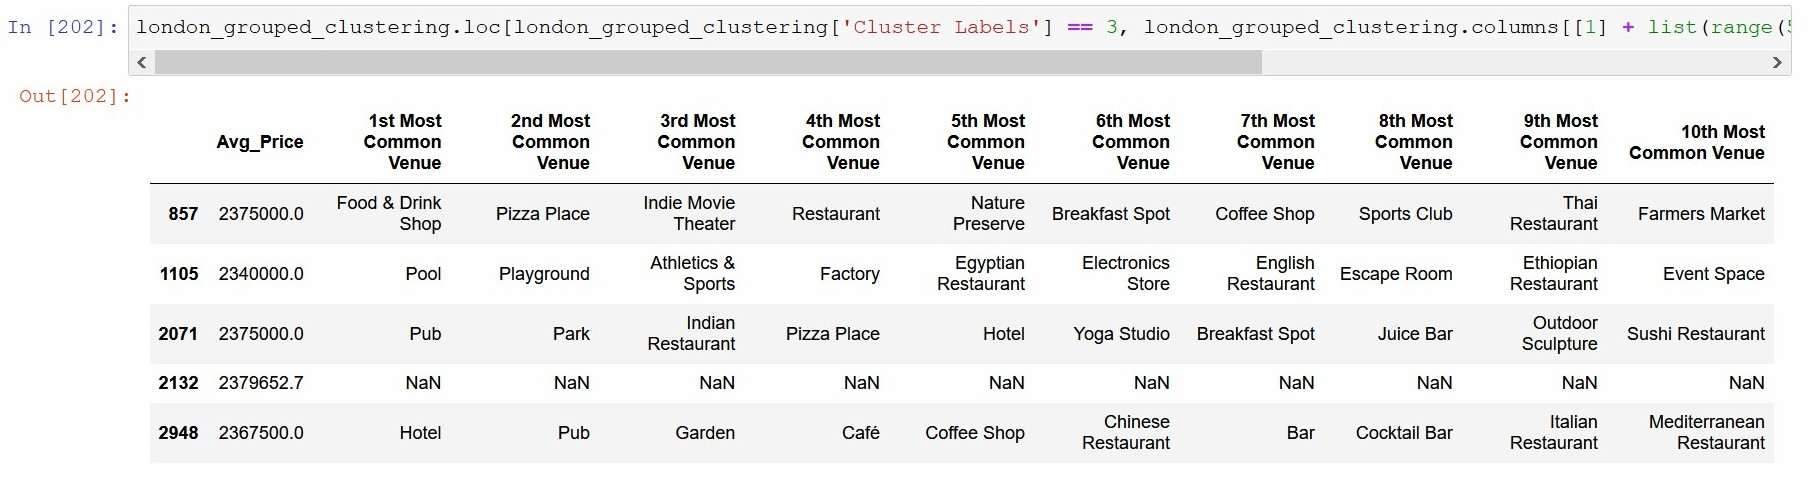 In [202]: london_grouped_clustering.loc[london_grouped_clustering['Cluster Labels'] == 3, london_grouped_clustering.columns[[1] + list(range(
Out[202]:
Avg_Price 1st Most Common Venue 2nd Most Common Venue 3rd Most Common Venue 4th Most Common Venue 5th Most Common Venue 6th Most Common Venue 7th Most Common Venue 8th Most Common Venue 9th Most Common Venue 10th Most Common Venue
857 2375000.0 Food & Drink Shop Pizza Place Indie Movie Theater Restaurant Nature Preserve Breakfast Spot Coffee Shop Sports Club Thai Restaurant Farmers Market
1105 2340000.0 Pool Playground Athletics & Sports Factory Egyptian Restaurant Electronics Store English Restaurant Escape Room Ethiopian Restaurant Event Space
2071 2375000.0 Pub Park Indian Restaurant Pizza Place Hotel Yoga Studio Breakfast Spot Juice Bar Outdoor Sculpture Sushi Restaurant
2132 2379652.7 NaN NaN NaN NaN NaN NaN NaN NaN NaN NaN
2948 2367500.0 Hotel Pub Garden Café Coffee Shop Chinese Restaurant Bar Cocktail Bar Italian Restaurant Mediterranean Restaurant